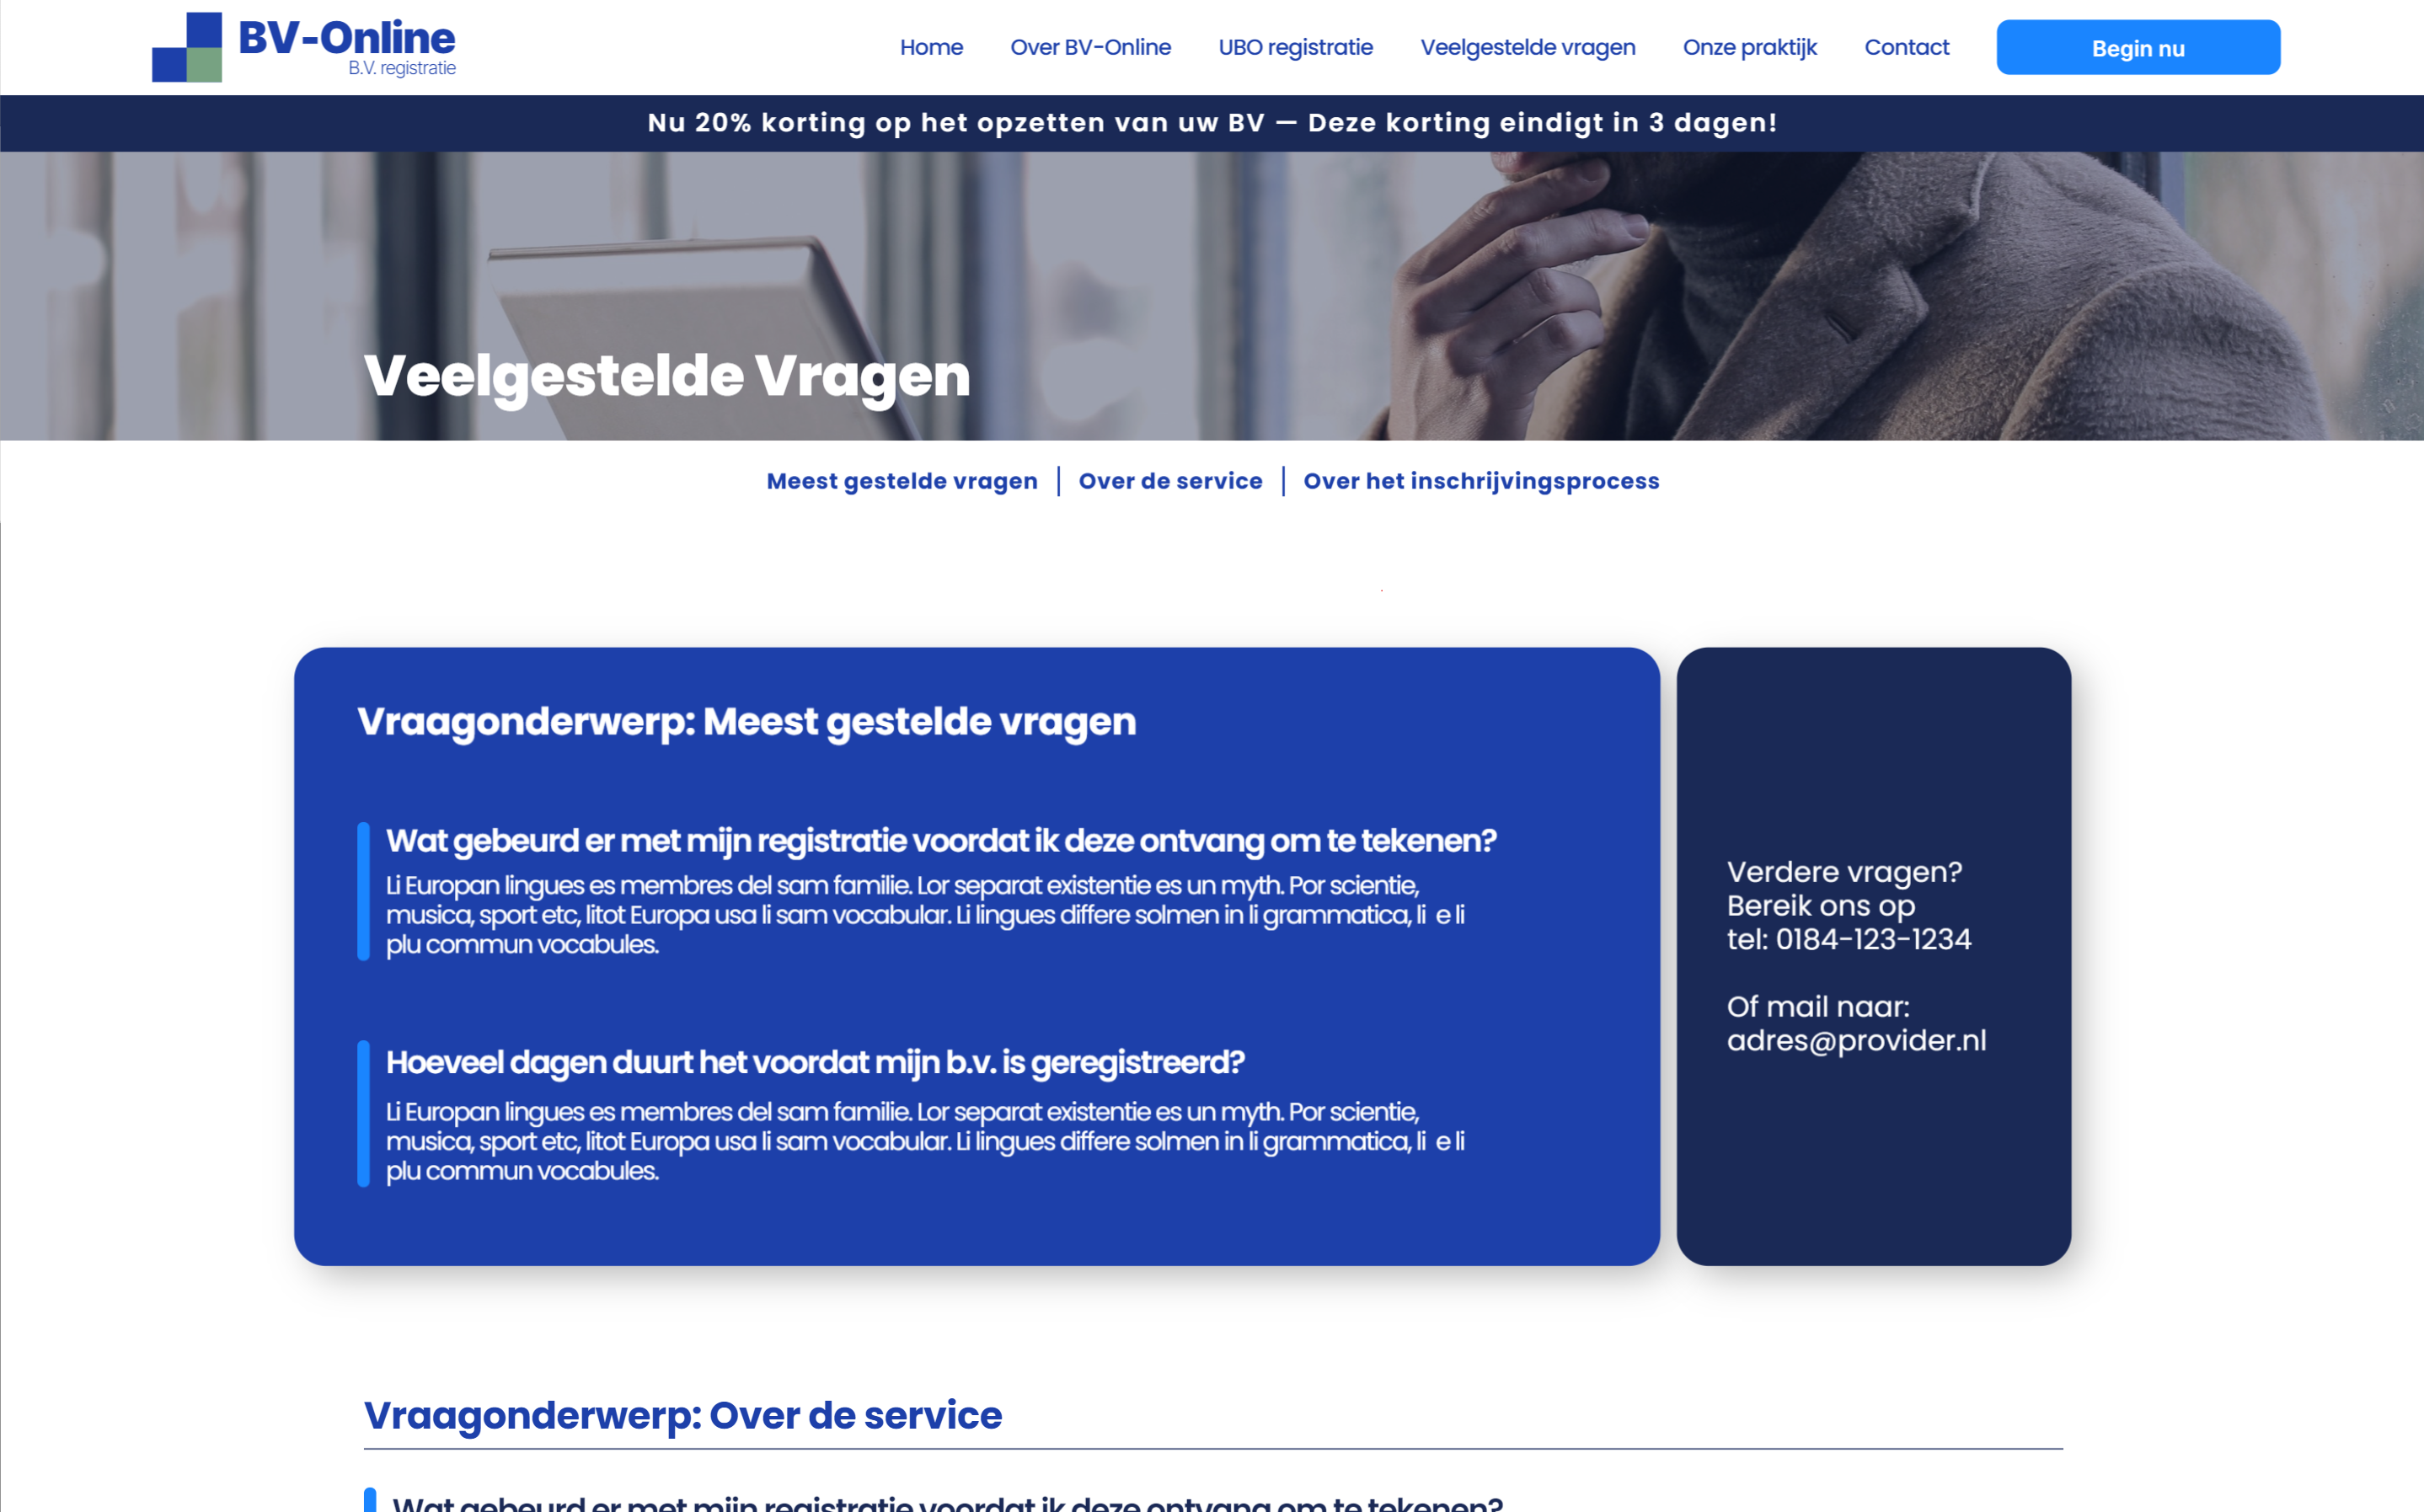 BV-Online
B.V. registratie
Home
Over BV-Online
UBO registratie
Veelgestelde vragen
Onze praktijk
Contact
Begin nu
Nu 20% korting op het opzetten van uw BV — Deze korting eindigt in 3 dagen!
Veelgestelde Vragen
Meest gestelde vragen
Over de service
Over het inschrijvingsprocess
Vraagonderwerp: Meest gestelde vragen
Wat gebeurd er met mijn registratie voordat ik deze ontvang om te tekenen?
Li Europan lingues es membres del sam familie. Lor separat existentie es un myth. Por scientie,
musica, sport etc, litot Europa usa li sam vocabular. Li lingues differe solmen in li grammatica, li e li
plu commun vocabules.
Hoeveel dagen duurt het voordat mijn b.v. is geregistreerd?
Li Europan lingues es membres del sam familie. Lor separat existentie es un myth. Por scientie,
musica, sport etc, litot Europa usa li sam vocabular. Li lingues differe solmen in li grammatica, li e li
plu commun vocabules.
Verdere vragen?
Bereik ons op
tel: 0184-123-1234
Of mail naar:
adres@provider.nl
Vraagonderwerp: Over de service
Wat gebeurd er met mijn registratie voordat ik deze ontvang om te tekenen?